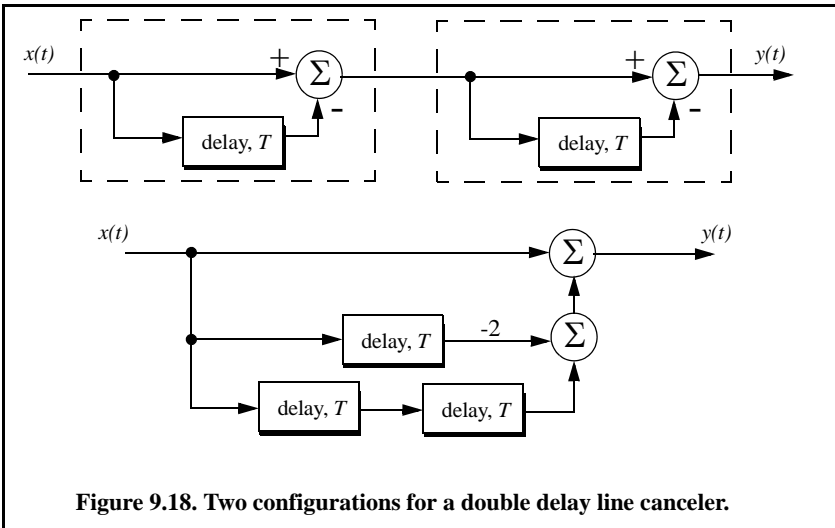 x(t) + Σ - delay, T + Σ - delay, T y(t)
x(t) Σ y(t)
delay, T -2 Σ
delay, T delay, T
Figure 9.18. Two configurations for a double delay line canceler.